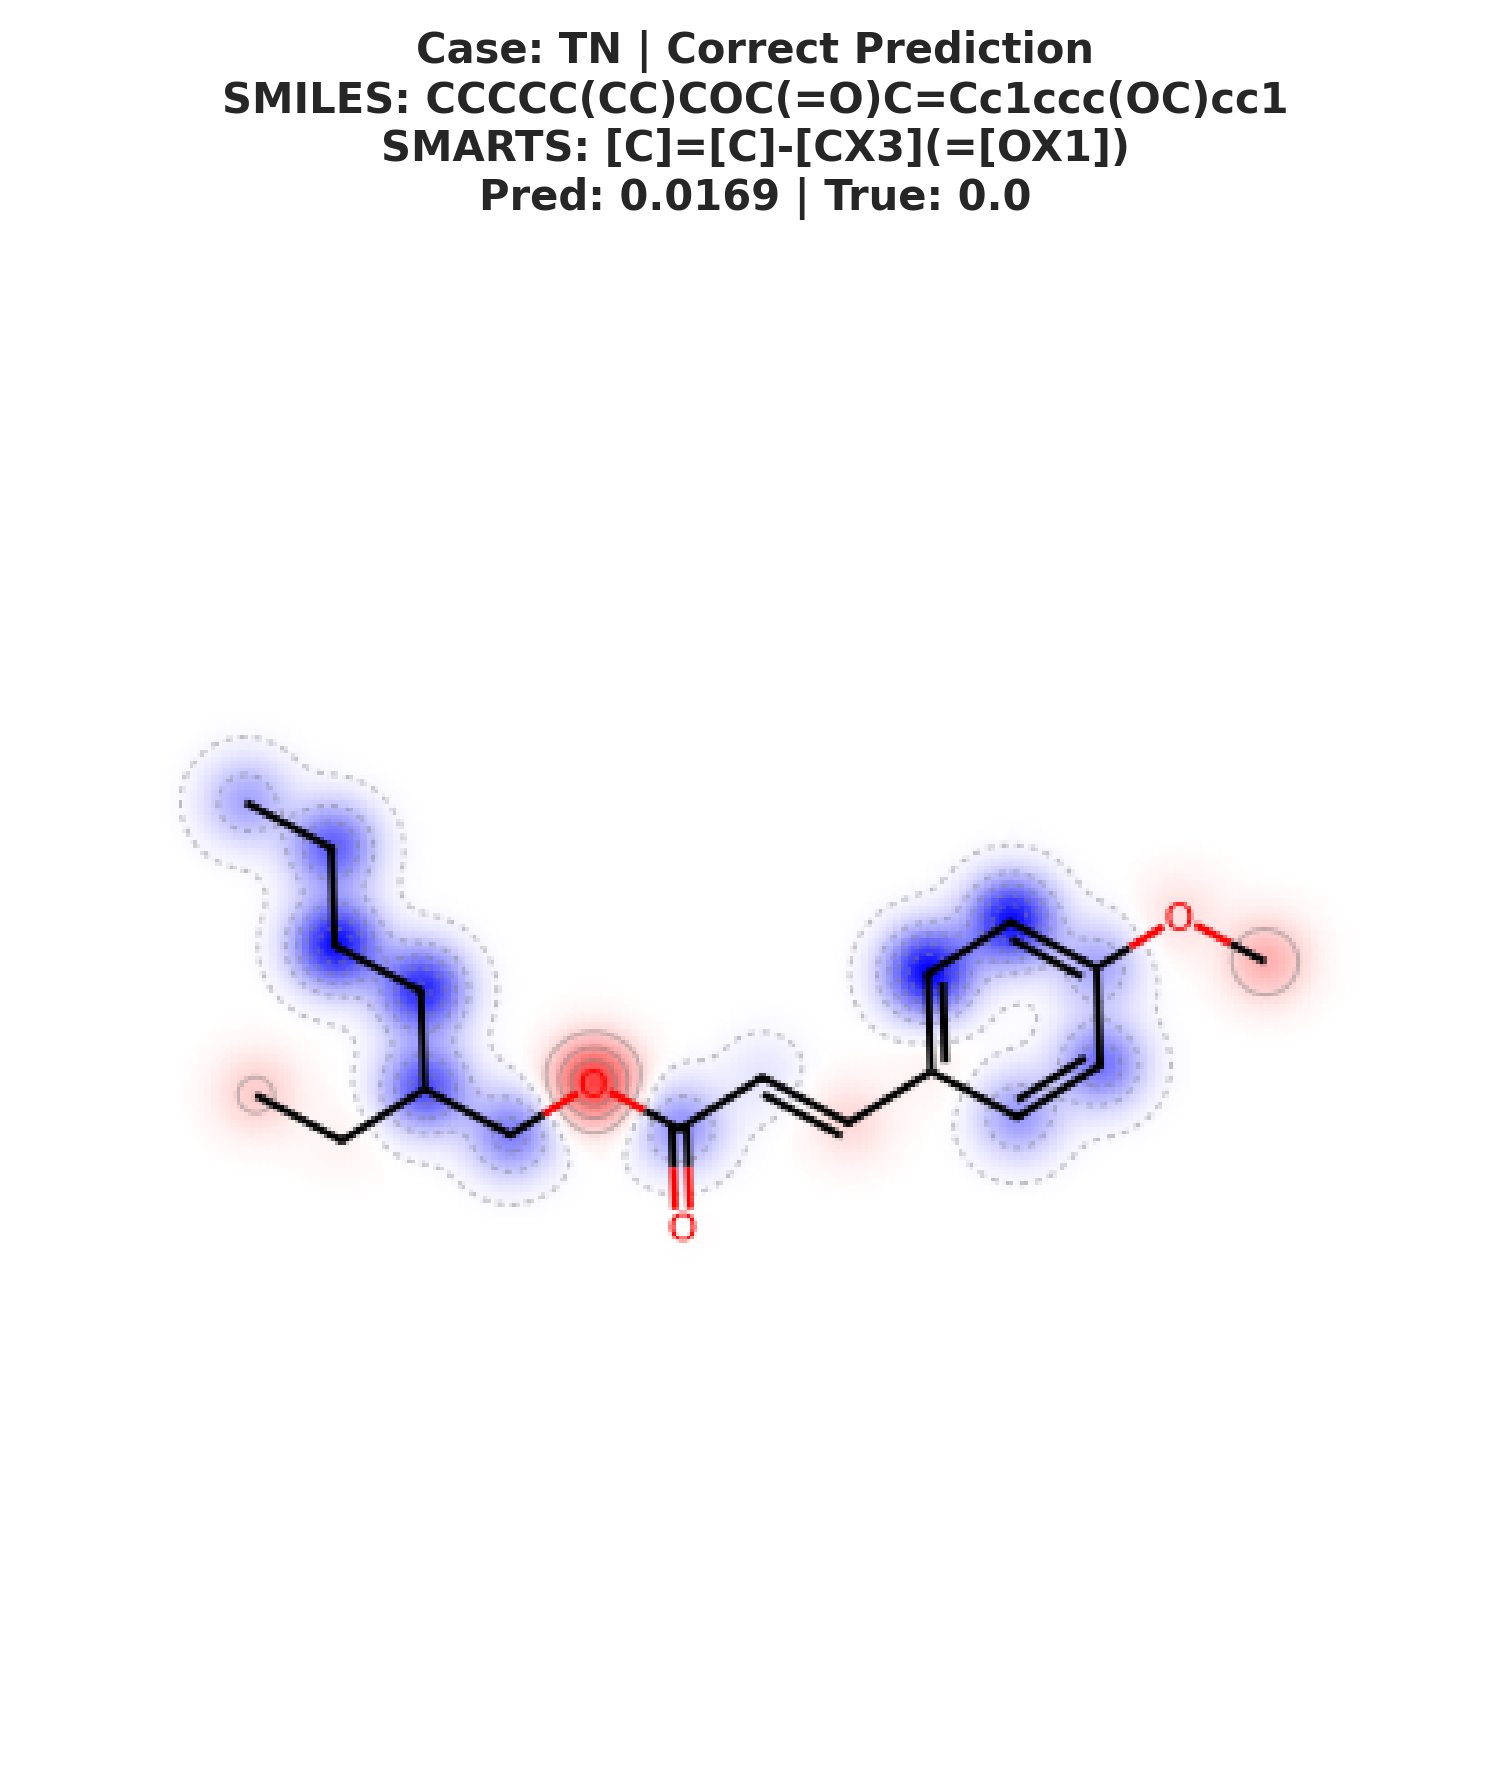 Case: TN | Correct Prediction
SMILES: CCCCC(CC)COC(=O)C=Cc1ccc(OC)cc1
SMARTS: [C]=[C]-[CX3](=[OX1])
Pred: 0.0169 | True: 0.0
O
O
O